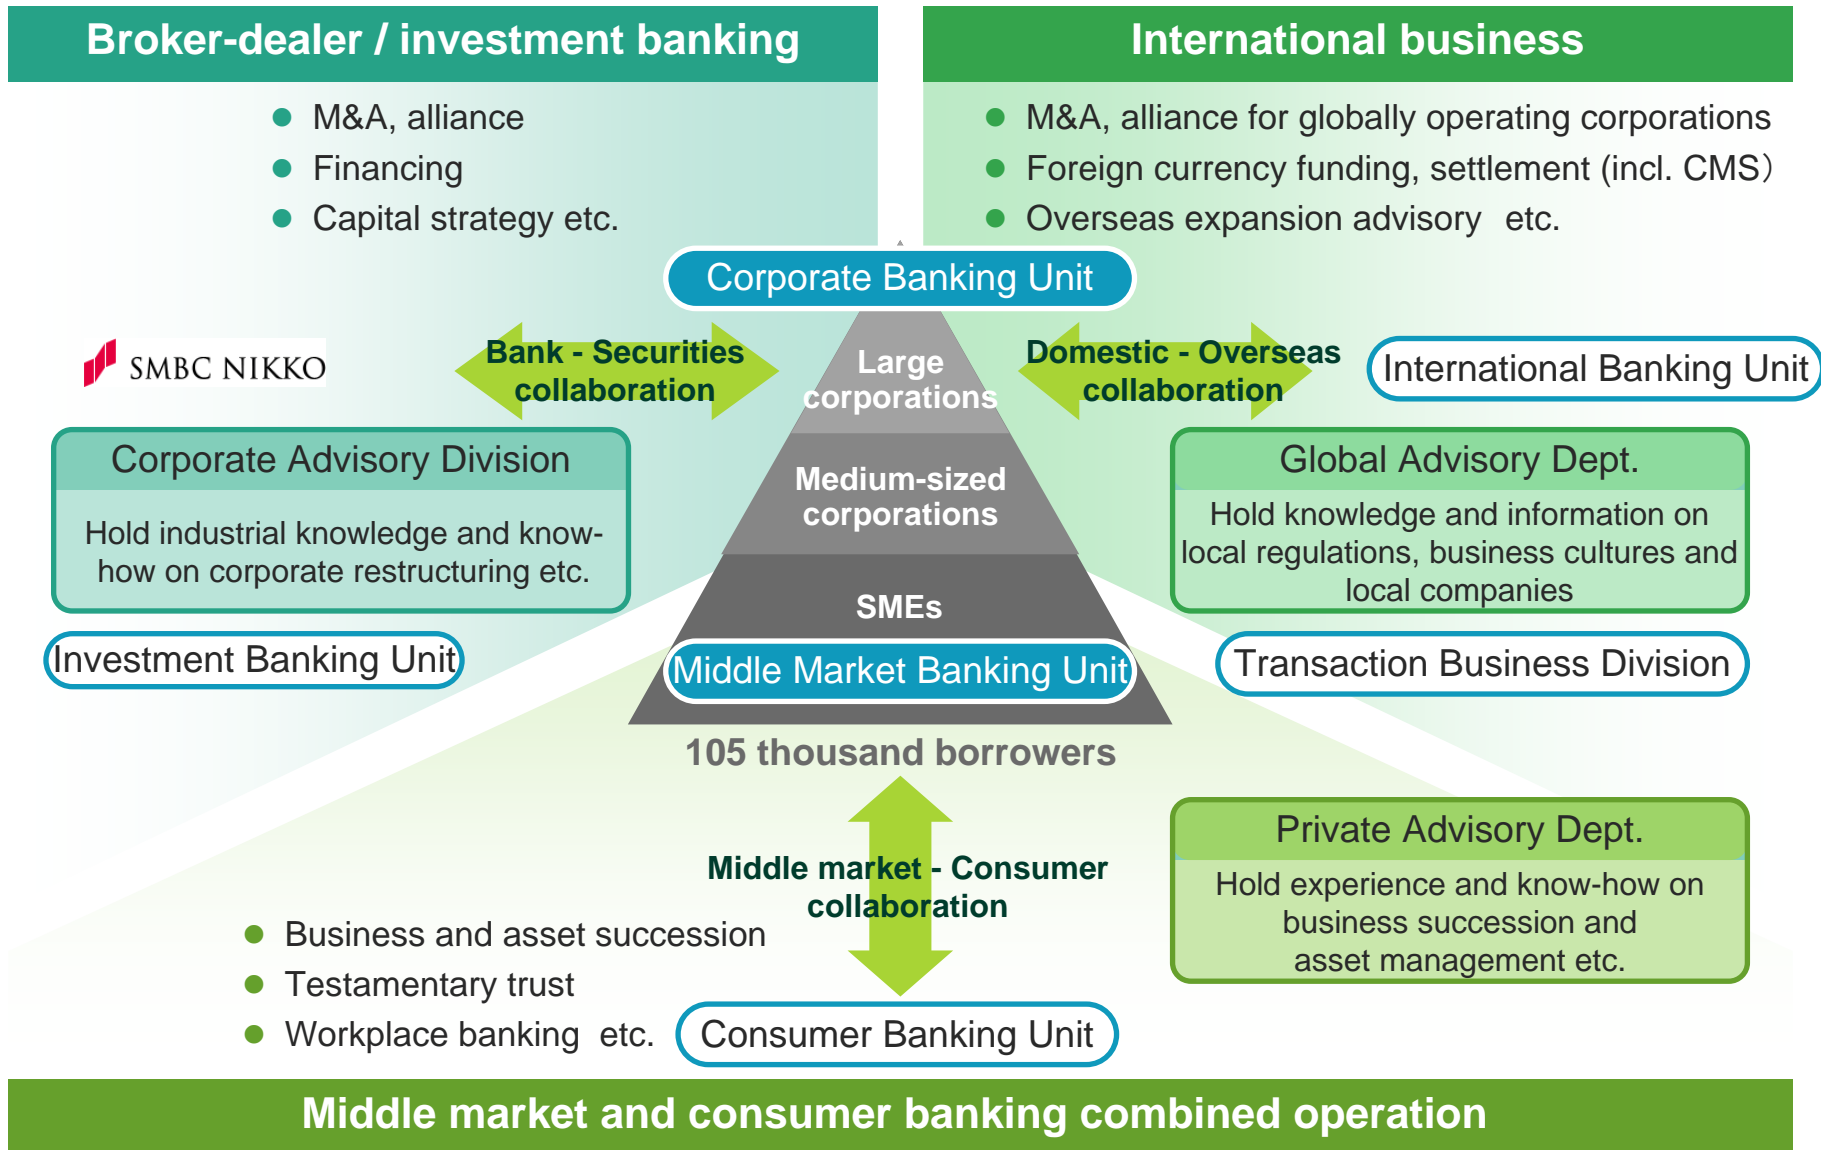 Broker-dealer / investment banking
International business
● M&A, alliance
● Financing
● Capital strategy etc.
● M&A, alliance for globally operating corporations
● Foreign currency funding, settlement (incl. CMS）
● Overseas expansion advisory etc.
Corporate Banking Unit
SMBC NIKKO
Bank - Securities
collaboration
Large
corporations
Domestic - Overseas
collaboration
International Banking Unit
Corporate Advisory Division
Hold industrial knowledge and know-
how on corporate restructuring etc.
Medium-sized
corporations
Global Advisory Dept.
Hold knowledge and information on
local regulations, business cultures and
local companies
SMEs
Investment Banking Unit
Middle Market Banking Unit
Transaction Business Division
105 thousand borrowers
Middle market - Consumer
collaboration
Private Advisory Dept.
Hold experience and know-how on
business succession and
asset management etc.
● Business and asset succession
● Testamentary trust
● Workplace banking etc.
Consumer Banking Unit
Middle market and consumer banking combined operation